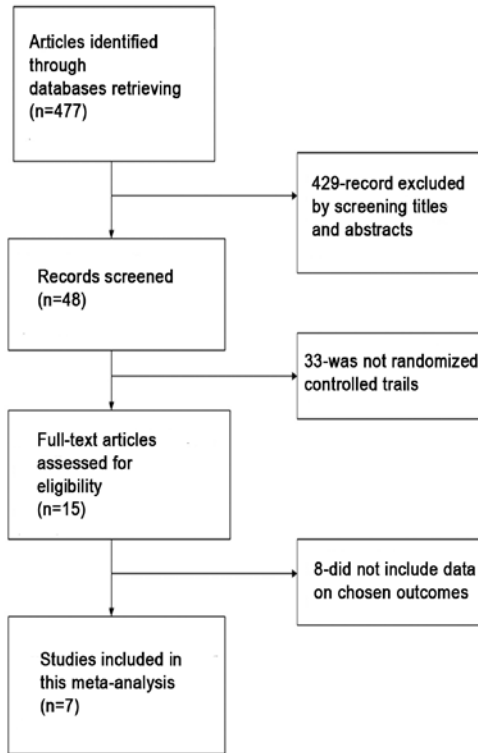 Articles identified
through
databases retrieving
(n=477)
429-record excluded
by screening titles
and abstracts
Records screened
(n=48)
33-was not randomized
controlled trails
Full-text articles
assessed for
eligibility
(n=15)
8-did not include data
on chosen outcomes
Studies included in
this meta-analysis
(n=7)